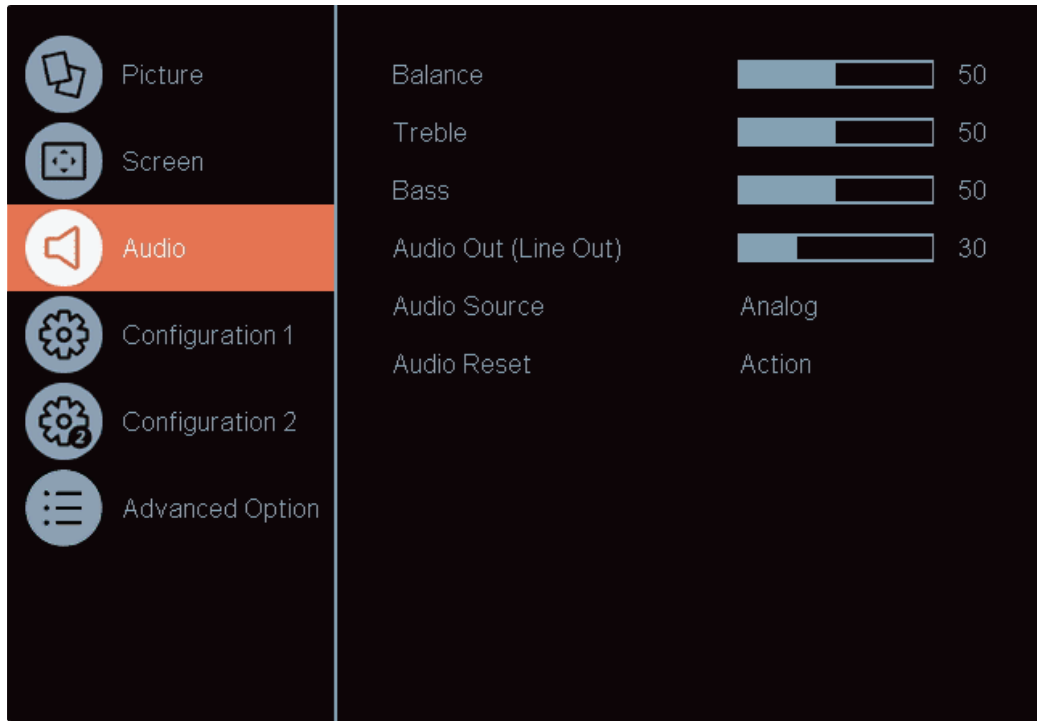 Picture
Screen
Audio
Configuration 1
Configuration 2
2
Advanced Option
Balance 50
Treble 50
Bass 50
Audio Out (Line Out) 30
Audio Source Analog
Audio Reset Action